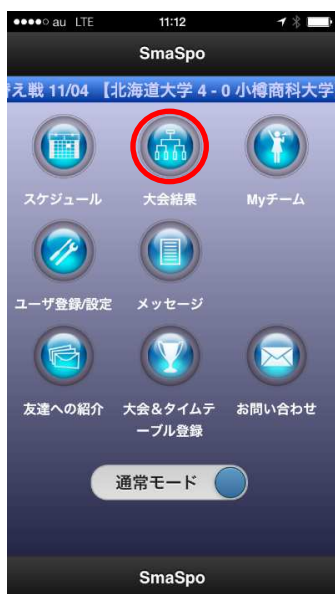 au LTE 11:12
SmaSpo
え戦 11/04 【北海道大学 4 - 0 小樽商科大学
スケジュール 大会結果 Myチーム
ユーザ登録/設定 メッセージ
友達への紹介 大会＆タイムテ お問い合わせ
ーブル登録
通常モード
SmaSpo